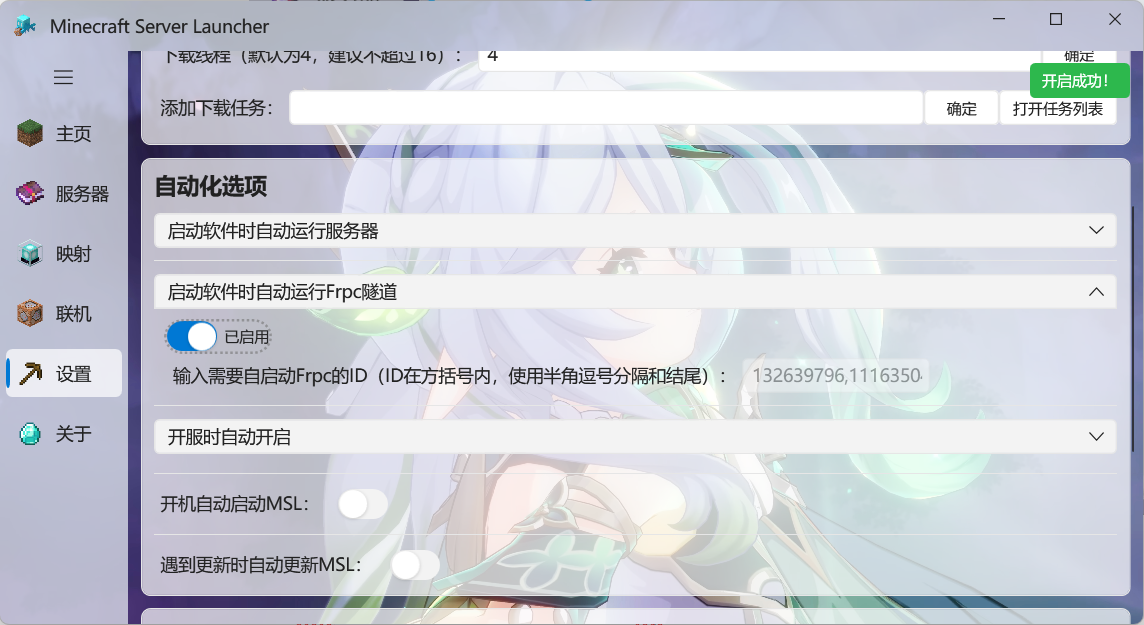 Minecraft Server Launcher
下载线程（默认为4，建议不超过16）：
4
确定
开启成功！
添加下载任务：
确定
打开任务列表
主页
服务器
映射
联机
设置
关于
自动化选项
启动软件时自动运行服务器
启动软件时自动运行Frpc隧道
已启用
输入需要自启动Frpc的ID（ID在方括号内，使用半角逗号分隔和结尾）：
132639796,1116350
开服时自动开启
开机自动启动MSL：
遇到更新时自动更新MSL：